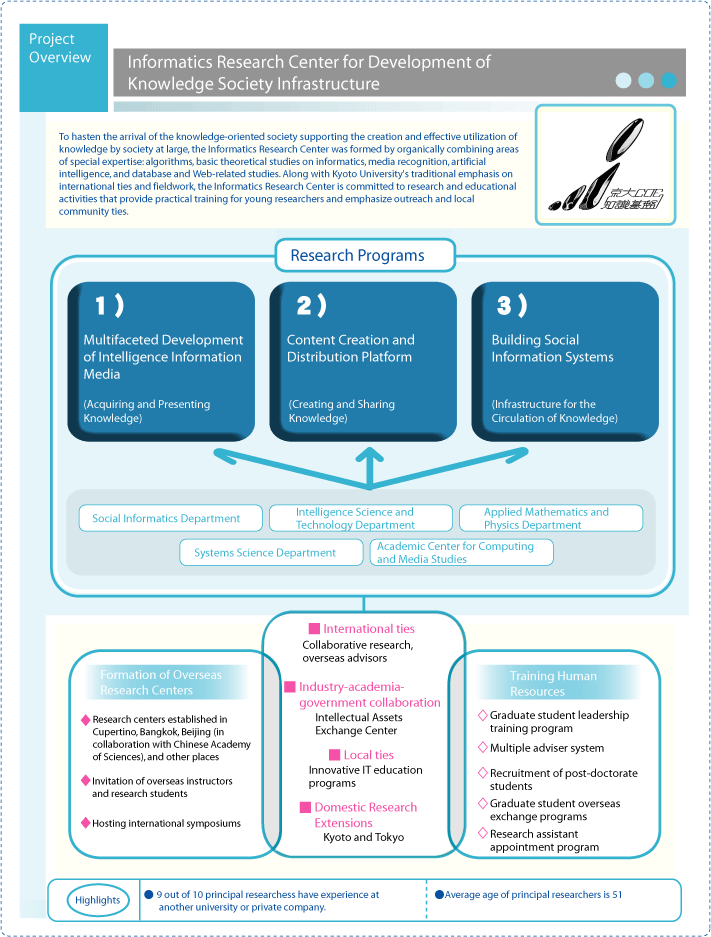 Project
Overview
Informatics Research Center for Development of
Knowledge Society Infrastructure
To hasten the arrival of the knowledge-oriented society supporting the creation and effective utilization of
knowledge by society at large, the Informatics Research Center was formed by organically combining areas
of special expertise: algorithms, basic theoretical studies on informatics, media recognition, artificial
intelligence, and database and Web-related studies. Along with Kyoto University's traditional emphasis on
international ties and fieldwork, the Informatics Research Center is committed to research and educational
activities that provide practical training for young researchers and emphasize outreach and local
community ties.
京大COE
知識基盤
Research Programs
1)
Multifaceted Development
of Intelligence Information
Media
(Acquiring and Presenting
Knowledge)
2)
Content Creation and
Distribution Platform
(Creating and Sharing
Knowledge)
3)
Building Social
Information Systems
(Infrastructure for the
Circulation of Knowledge)
Social Informatics Department
Intelligence Science and
Technology Department
Applied Mathematics and
Physics Department
Systems Science Department
Academic Center for Computing
and Media Studies
Formation of Overseas
Research Centers
Research centers established in
Cupertino, Bangkok, Beijing (in
collaboration with Chinese Academy
of Sciences), and other places
Invitation of overseas instructors
and research students
Hosting international symposiums
International ties
Collaborative research,
overseas advisors
Industry-academia-
government collaboration
Intellectual Assets
Exchange Center
Local ties
Innovative IT education
programs
Domestic Research
Extensions
Kyoto and Tokyo
Training Human
Resources
Graduate student leadership
training program
Multiple adviser system
Recruitment of post-doctorate
students
Graduate student overseas
exchange programs
Research assistant
appointment program
Highlights
9 out of 10 principal researchess have experience at
another university or private company.
Average age of principal researchers is 51